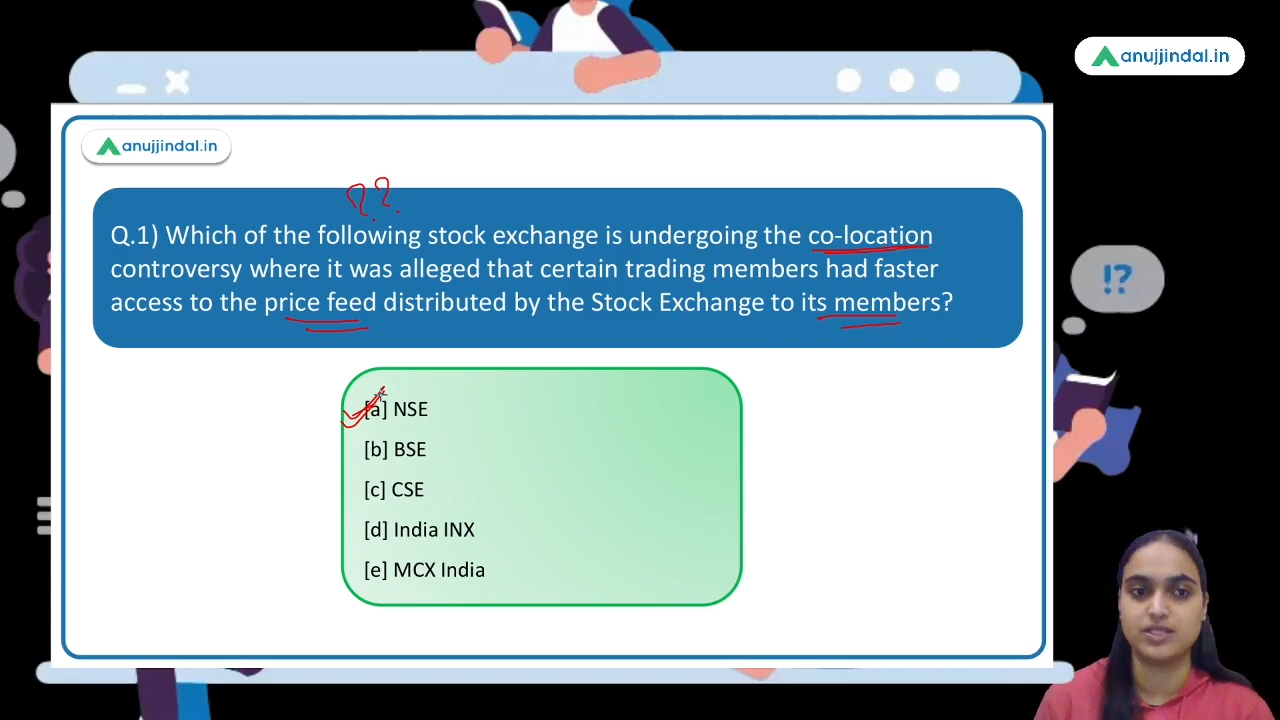 anujjindal.in
anujjindal.in
??
Q.1) Which of the following stock exchange is undergoing the co-location
controversy where it was alleged that certain trading members had faster
access to the price feed distributed by the Stock Exchange to its members?
!?
[a] NSE
[b] BSE
[c] CSE
[d] India INX
[e] MCX India